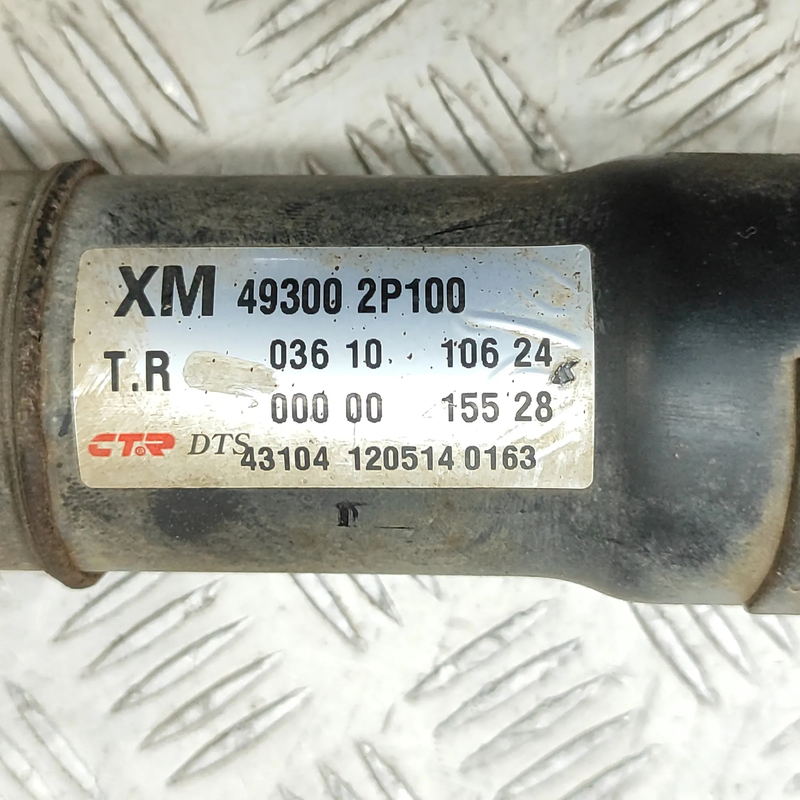 XM 49300 2P100
T.R 036 10 106 24
000 00 155 28
CTR ® DTS 43104 120514 0163